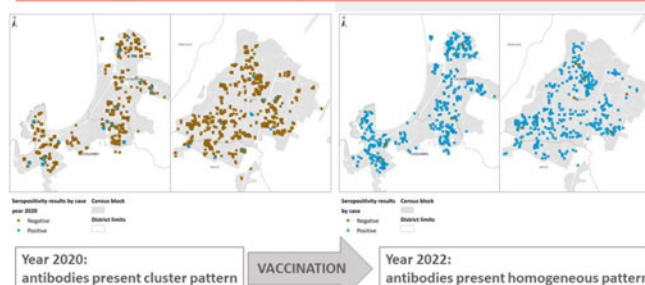 Seropositivity results by case
year 2020
Negative
Positive
Census block
District limits
Seropositivity results
by case
Negative
Positive
Census block
District limits
Year 2020:
antibodies present cluster pattern
VACCINATION
Year 2022:
antibodies present homogeneous pattern